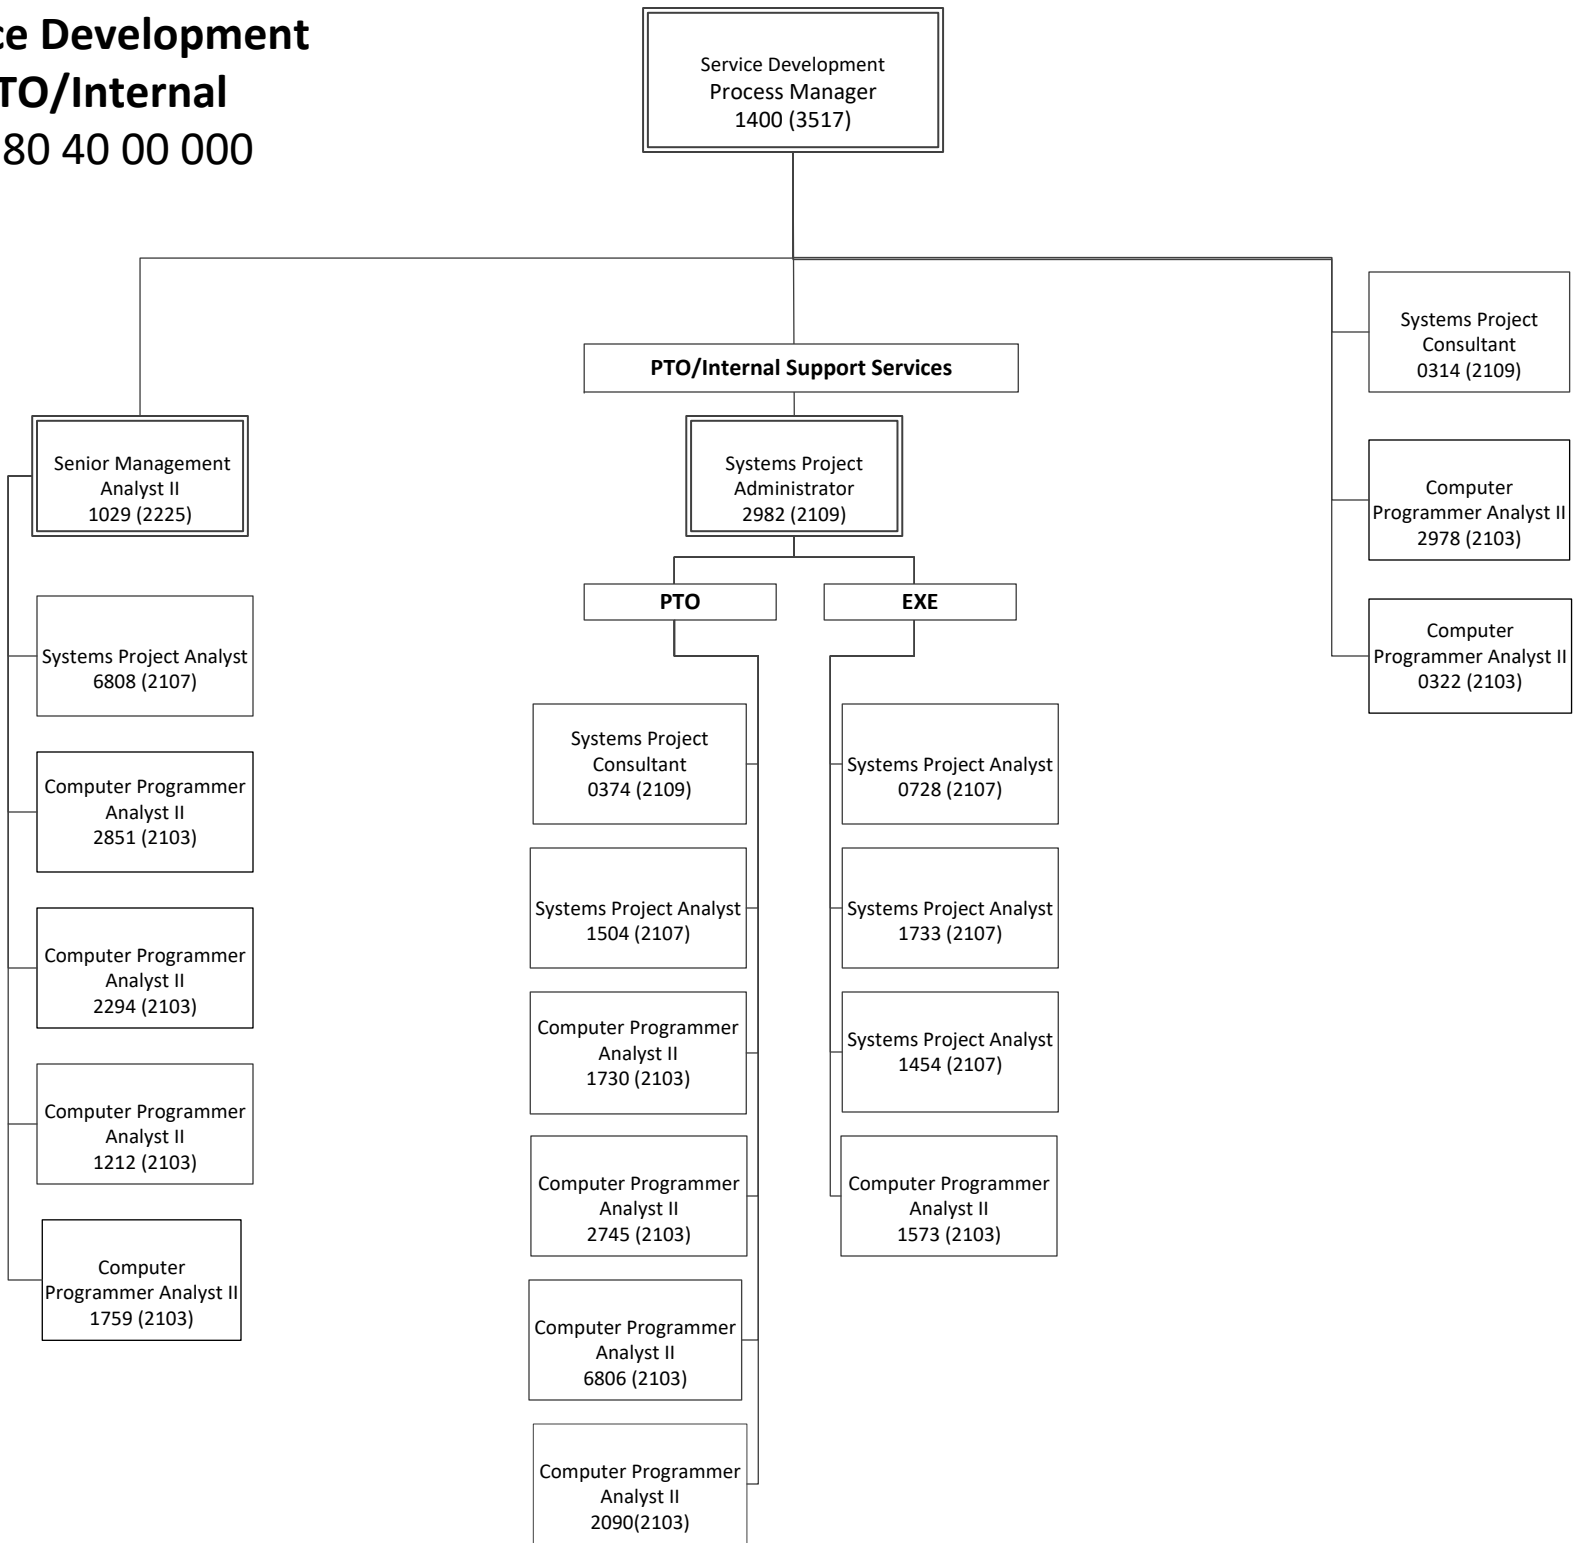 ce Development
TO/Internal
80 40 00 000
Service Development
Process Manager
1400 (3517)
PTO/Internal Support Services
Senior Management
Analyst II
1029 (2225)
Systems Project Analyst
6808 (2107)
Computer Programmer
Analyst II
2851 (2103)
Computer Programmer
Analyst II
2294 (2103)
Computer Programmer
Analyst II
1212 (2103)
Computer
Programmer Analyst II
1759 (2103)
Systems Project
Administrator
2982 (2109)
PTO
Systems Project
Consultant
0374 (2109)
Systems Project Analyst
1504 (2107)
Computer Programmer
Analyst II
1730 (2103)
Computer Programmer
Analyst II
2745 (2103)
Computer Programmer
Analyst II
6806 (2103)
Computer Programmer
Analyst II
2090(2103)
EXE
Systems Project Analyst
0728 (2107)
Systems Project Analyst
1733 (2107)
Systems Project Analyst
1454 (2107)
Computer Programmer
Analyst II
1573 (2103)
Systems Project
Consultant
0314 (2109)
Computer
Programmer Analyst II
2978 (2103)
Computer
Programmer Analyst II
0322 (2103)